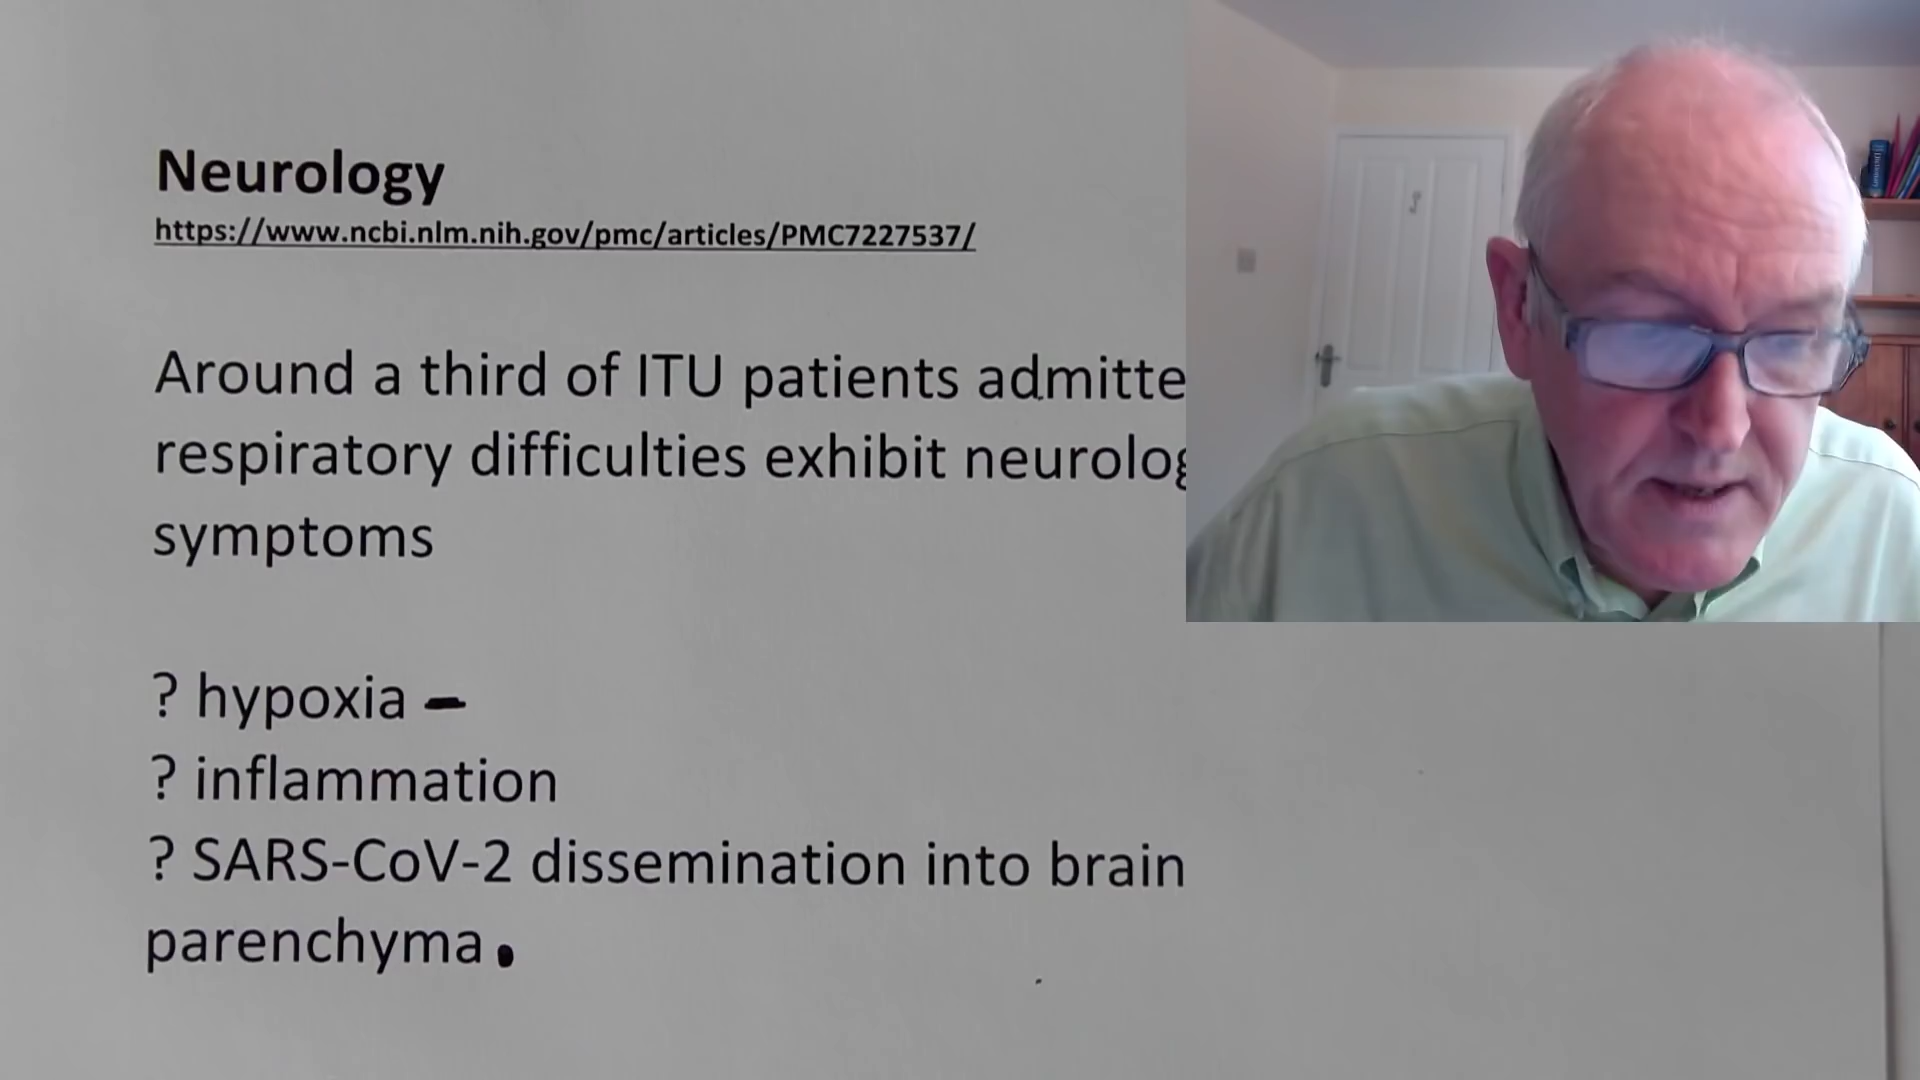 Neurology
https://www.ncbi.nlm.nih.gov/pmc/articles/PMC7227537/
Around a third of ITU patients admitte
respiratory difficulties exhibit neurolog
symptoms
? hypoxia –
? inflammation
? SARS-CoV-2 dissemination into brain
parenchyma.